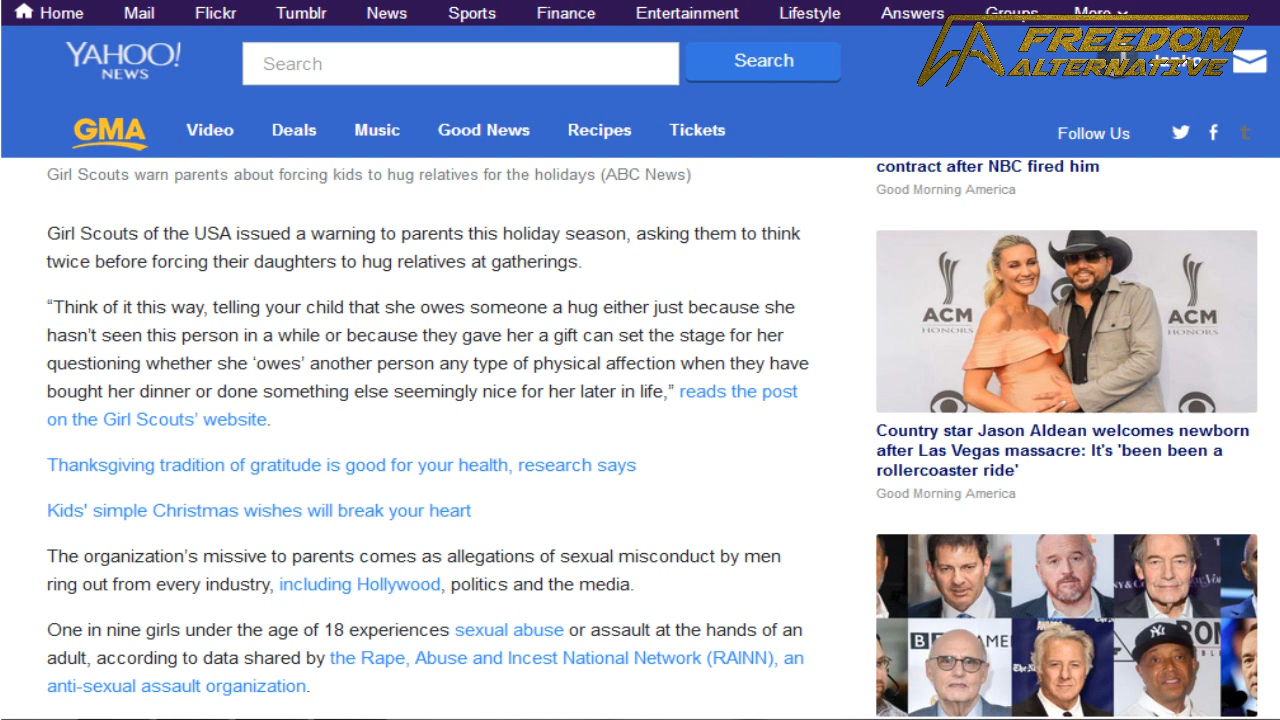 Home Mail Flickr Tumblr News Sports Finance Entertainment Lifestyle Answers Groups More
YAHOO!
NEWS
Search
Search
FREEDOM
ALTERNATIVE
GMA Video Deals Music Good News Recipes Tickets
Follow Us
Girl Scouts warn parents about forcing kids to hug relatives for the holidays (ABC News)
Girl Scouts of the USA issued a warning to parents this holiday season, asking them to think
twice before forcing their daughters to hug relatives at gatherings.
“Think of it this way, telling your child that she owes someone a hug either just because she
hasn’t seen this person in a while or because they gave her a gift can set the stage for her
questioning whether she ‘owes’ another person any type of physical affection when they have
bought her dinner or done something else seemingly nice for her later in life,” reads the post
on the Girl Scouts’ website.
Thanksgiving tradition of gratitude is good for your health, research says
Kids' simple Christmas wishes will break your heart
The organization’s missive to parents comes as allegations of sexual misconduct by men
ring out from every industry, including Hollywood, politics and the media.
One in nine girls under the age of 18 experiences sexual abuse or assault at the hands of an
adult, according to data shared by the Rape, Abuse and Incest National Network (RAINN), an
anti-sexual assault organization.
contract after NBC fired him
Good Morning America
ACM
HONORS
ACM
HONORS
Country star Jason Aldean welcomes newborn
after Las Vegas massacre: It's 'been been a
rollercoaster ride'
Good Morning America